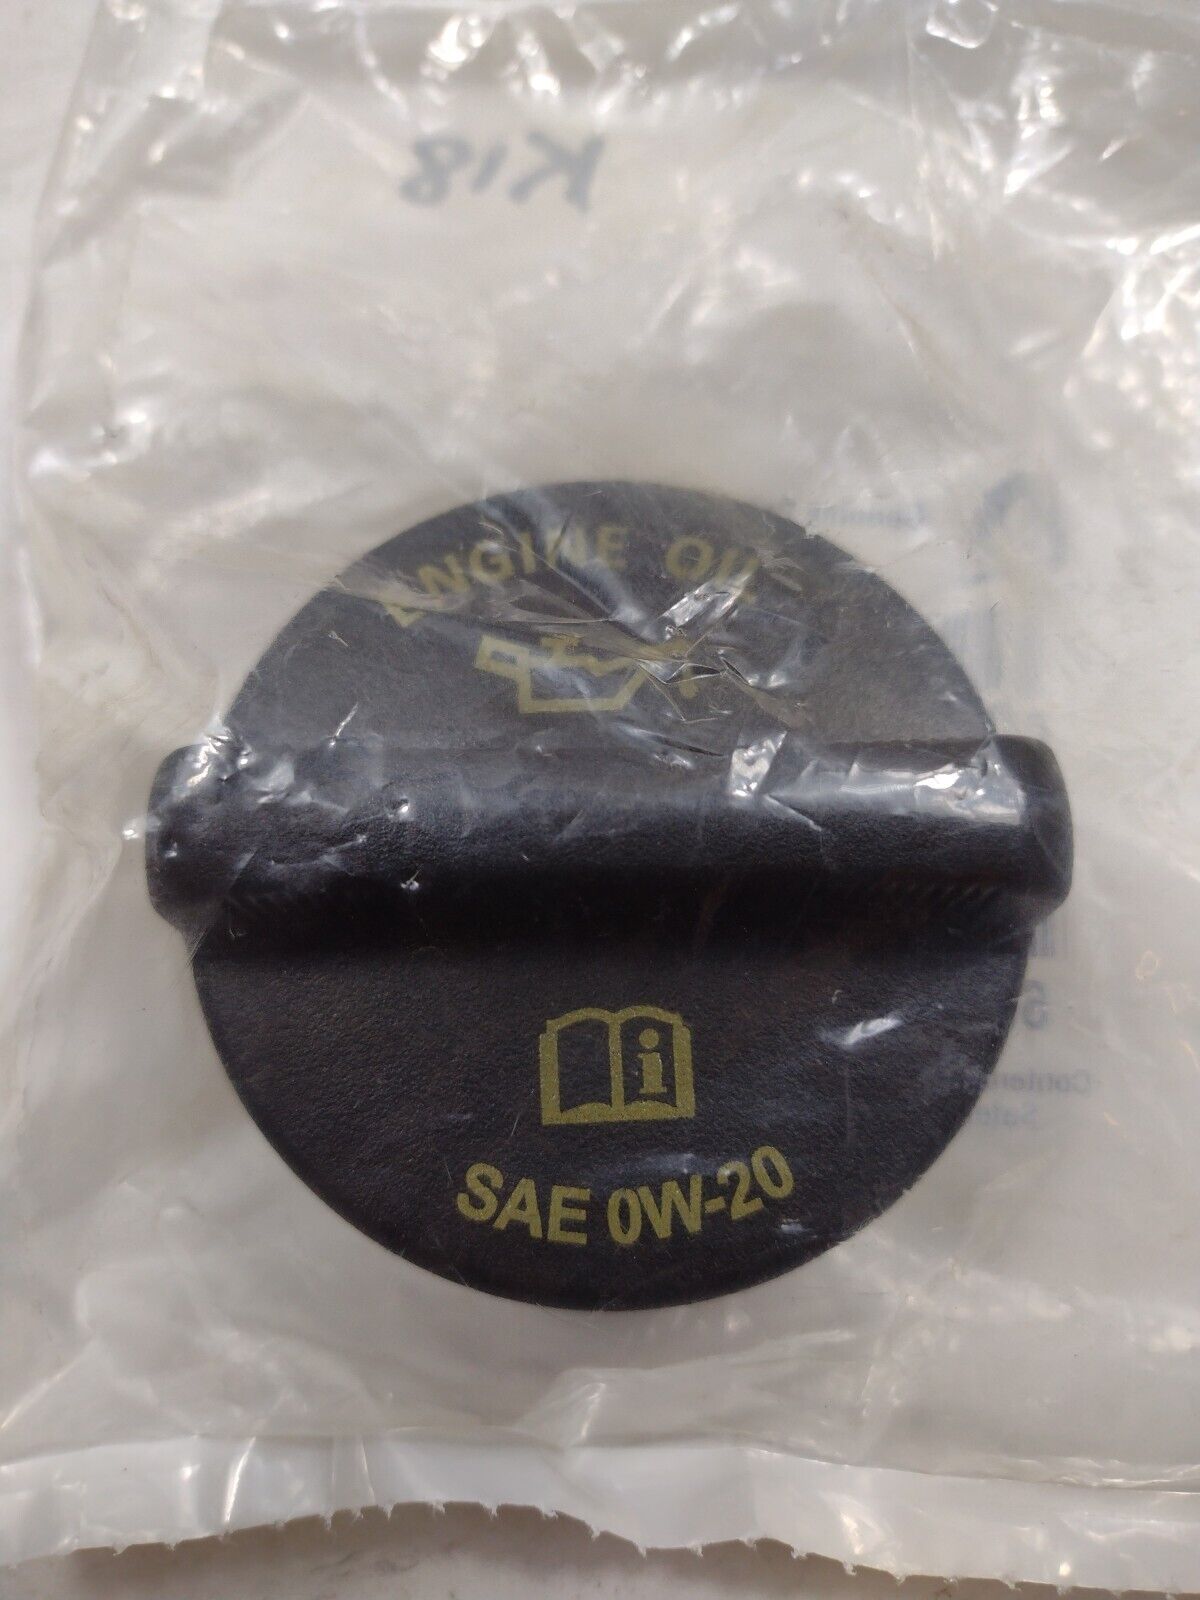 K18
ENGINE OIL
i
SAE 0W-20